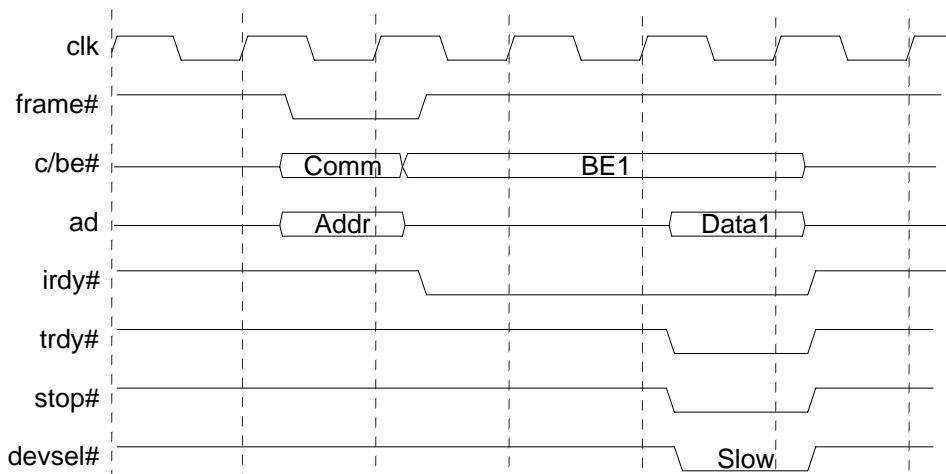 clk
frame#
c/be# Comm BE1
ad Addr Data1
irdy#
trdy#
stop#
devsel# Slow